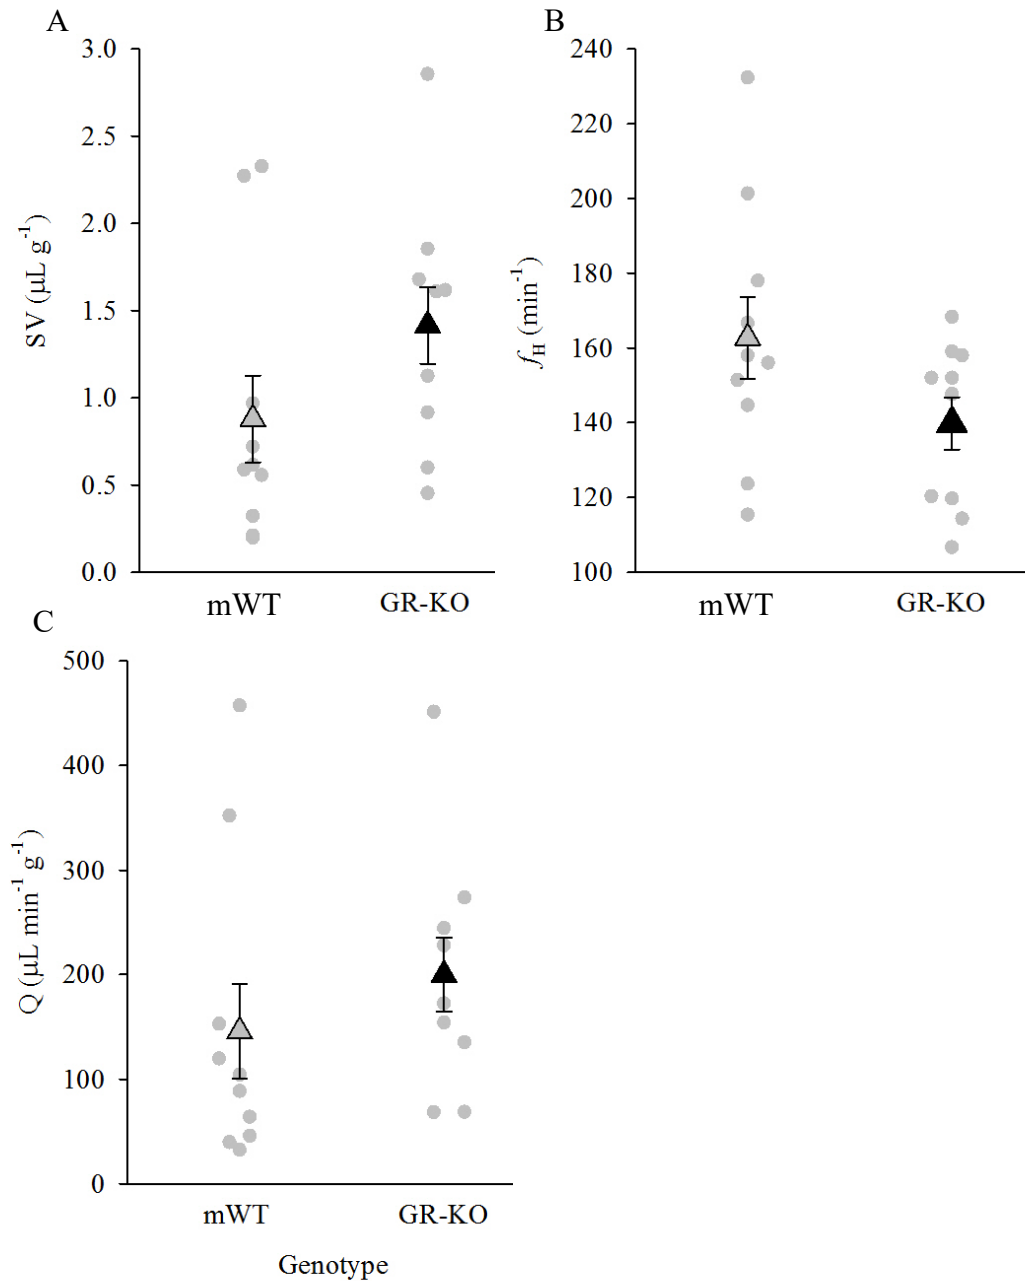 A
3.0
2.5
2.0
1.5
1.0
0.5
0.0
SV (µL g⁻¹)
mWT GR-KO
B
240
220
200
180
160
140
120
100
fH (min⁻¹)
mWT GR-KO
C
500
400
300
200
100
0
Q (µL min⁻¹ g⁻¹)
mWT GR-KO
Genotype